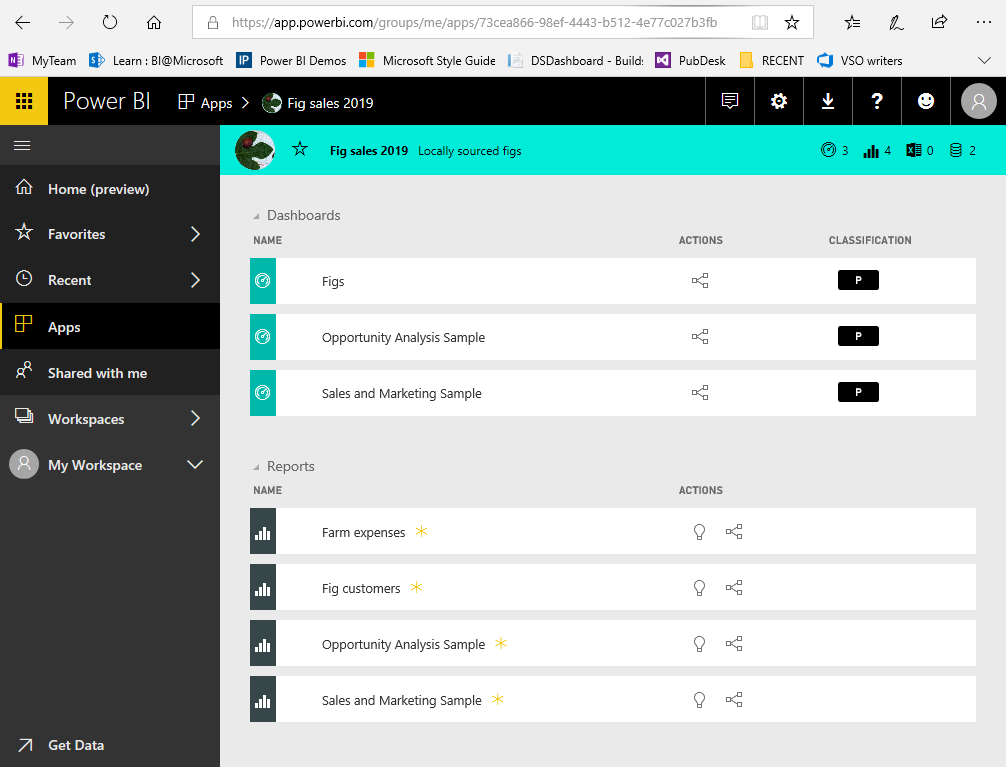 https://app.powerbi.com/groups/me/apps/73cea866-98ef-4443-b512-4e77c027b3fb
MyTeam Learn : BI@Microsoft Power BI Demos Microsoft Style Guide DSDashboard - Build: PubDesk RECENT VSO writers
Power BI Apps > Fig sales 2019
Fig sales 2019 Locally sourced figs 3 4 0 2
Home (preview)
Favorites
Recent
Apps
Shared with me
Workspaces
My Workspace
Get Data
Dashboards
NAME ACTIONS CLASSIFICATION
Figs P
Opportunity Analysis Sample P
Sales and Marketing Sample P
Reports
NAME ACTIONS
Farm expenses
Fig customers
Opportunity Analysis Sample
Sales and Marketing Sample